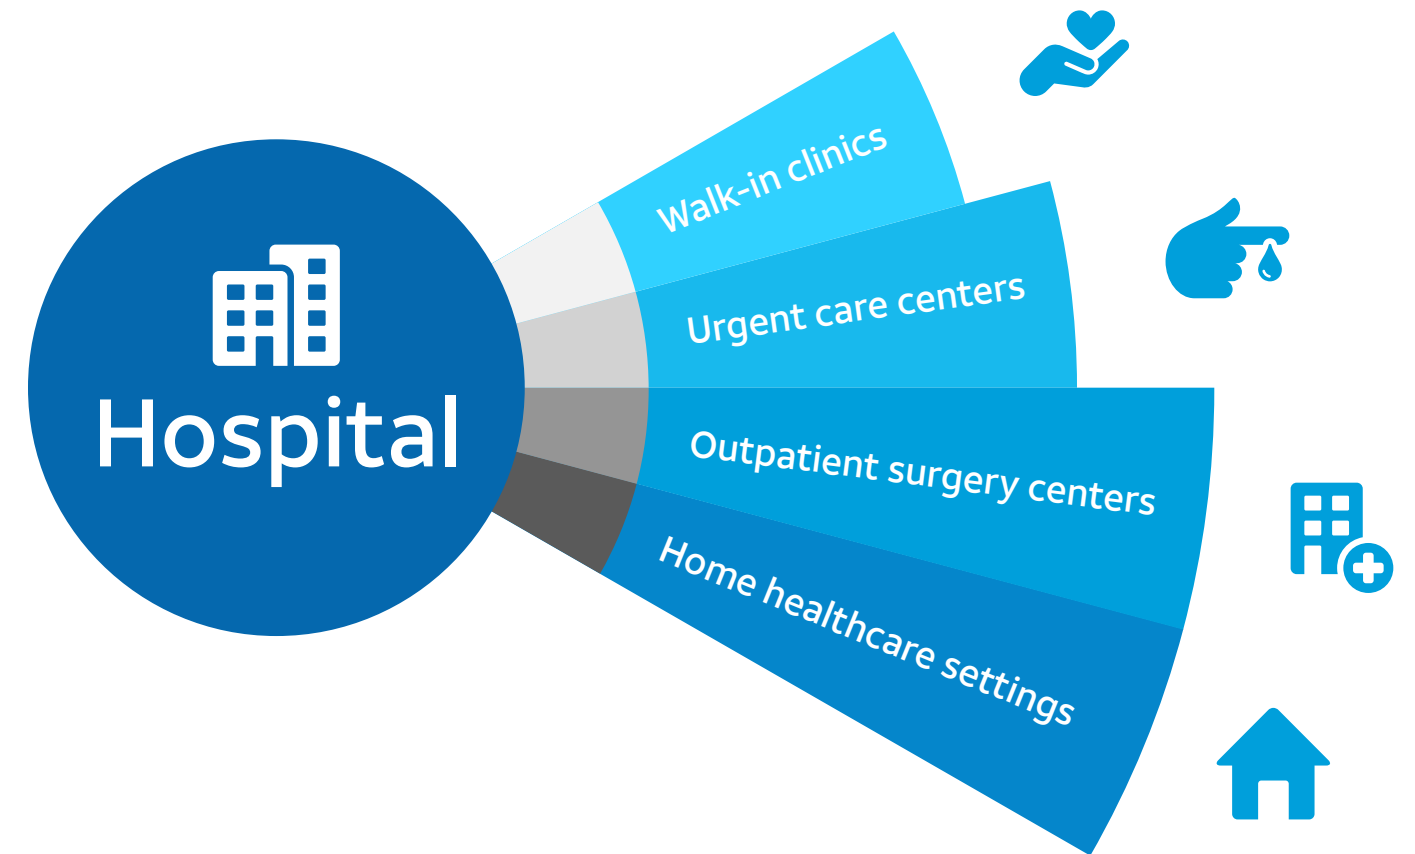 Hospital
Walk-in clinics
Urgent care centers
Outpatient surgery centers
Home healthcare settings